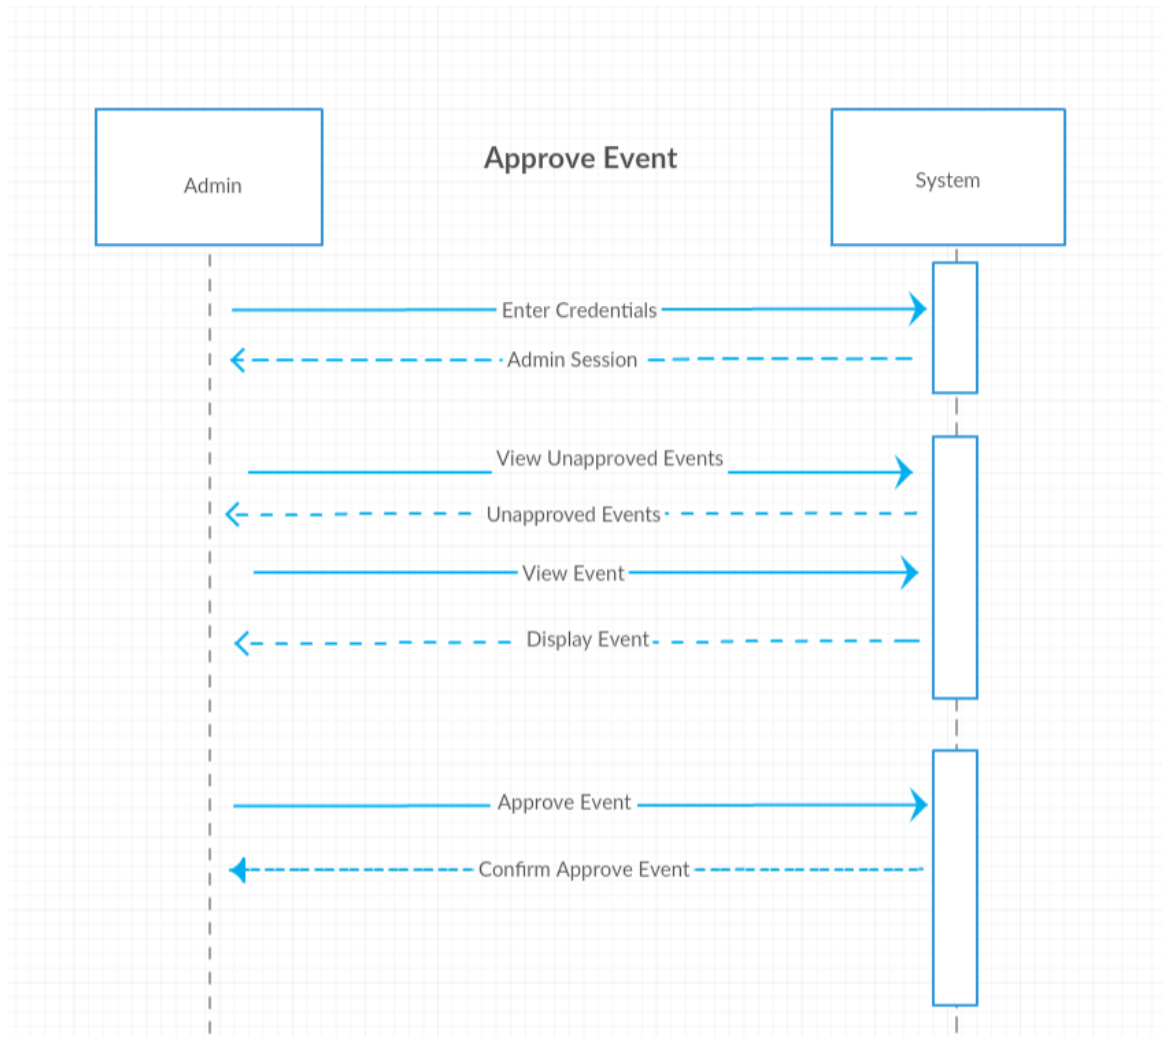 Approve Event
Admin
System
Enter Credentials
Admin Session
View Unapproved Events
Unapproved Events
View Event
Display Event
Approve Event
Confirm Approve Event